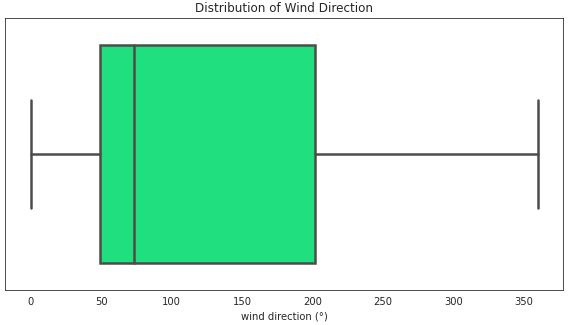 Distribution of Wind Direction
0 50 100 150 200 250 300 350
wind direction (°)